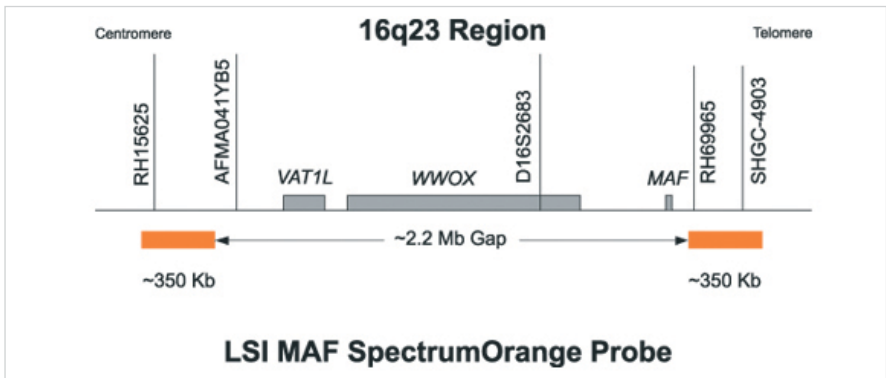 16q23 Region
Centromere
Telomere
RH15625
AFMA041YB5
D16S2683
RH69965
SHGC-4903
VAT1L
WWOX
MAF
~2.2 Mb Gap
~350 Kb
~350 Kb
LSI MAF SpectrumOrange Probe